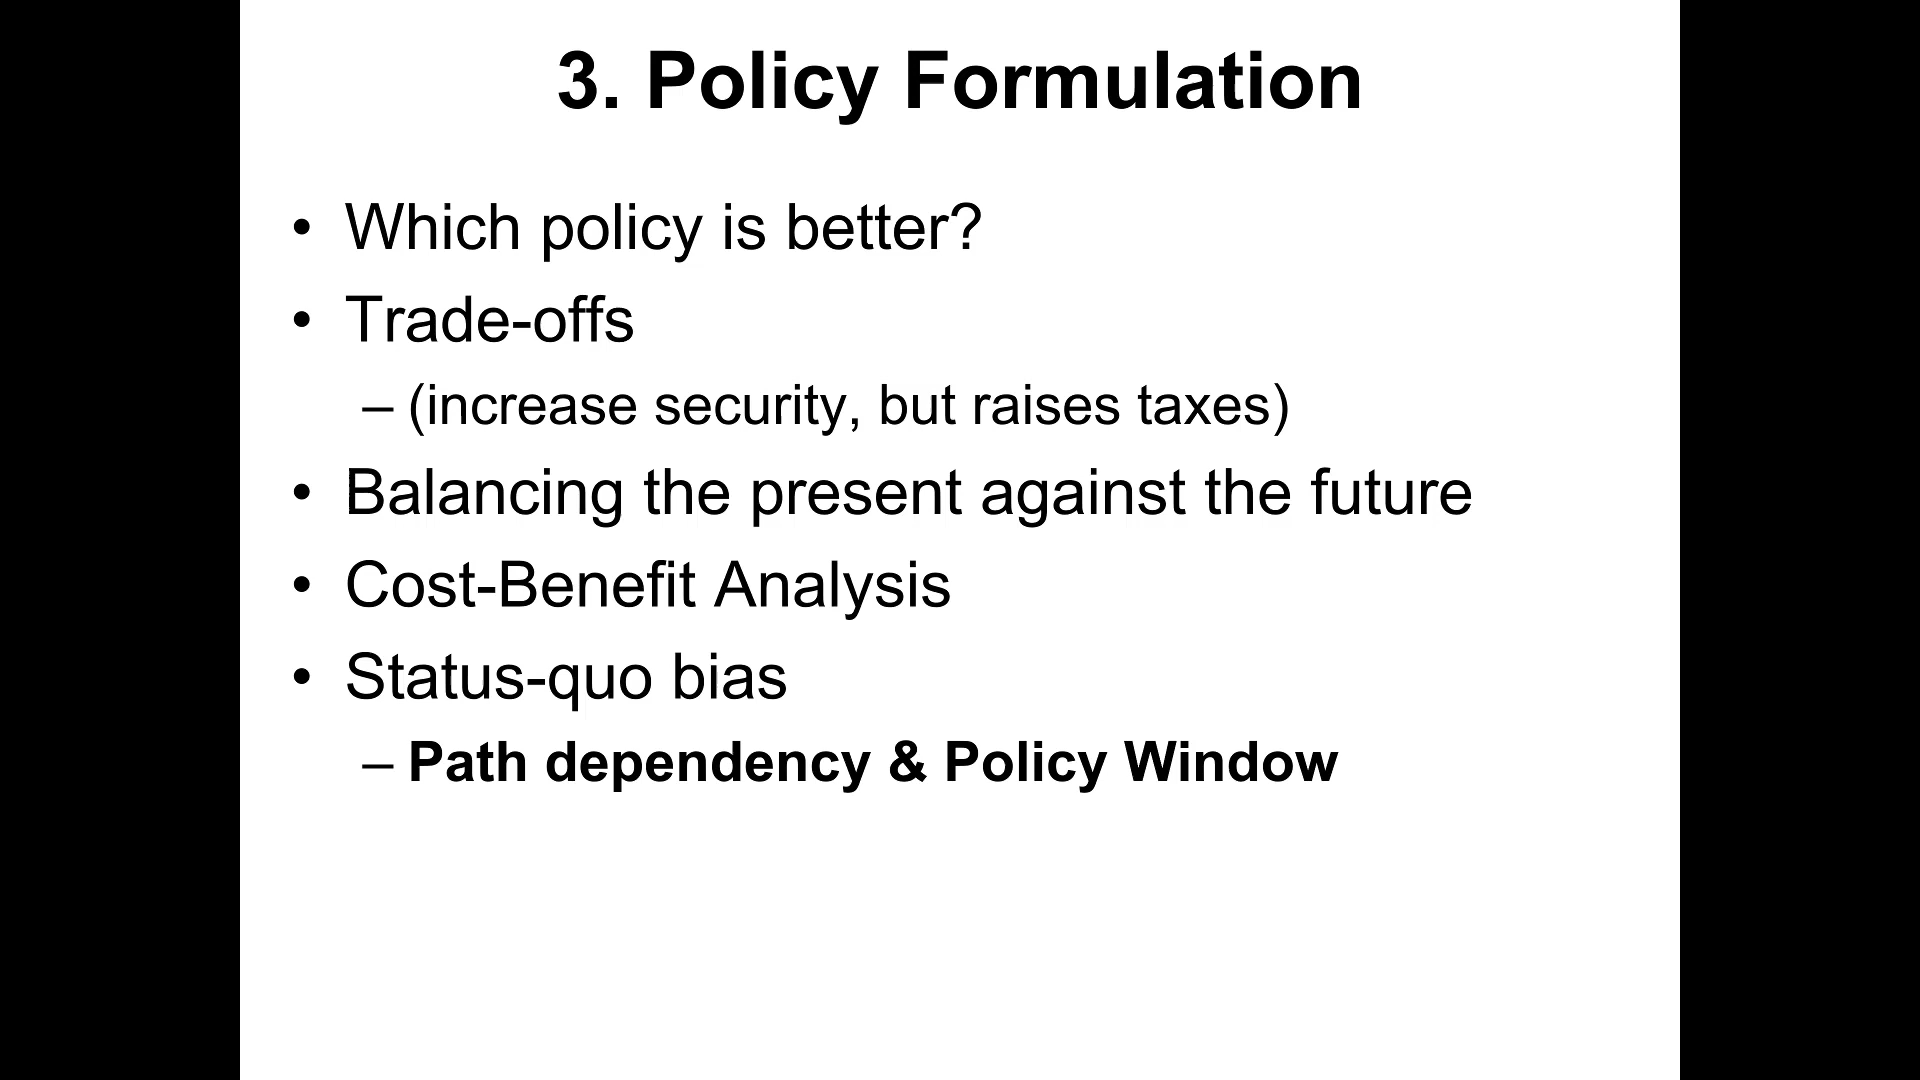 3. Policy Formulation
• Which policy is better?
• Trade-offs
– (increase security, but raises taxes)
• Balancing the present against the future
• Cost-Benefit Analysis
• Status-quo bias
– Path dependency & Policy Window